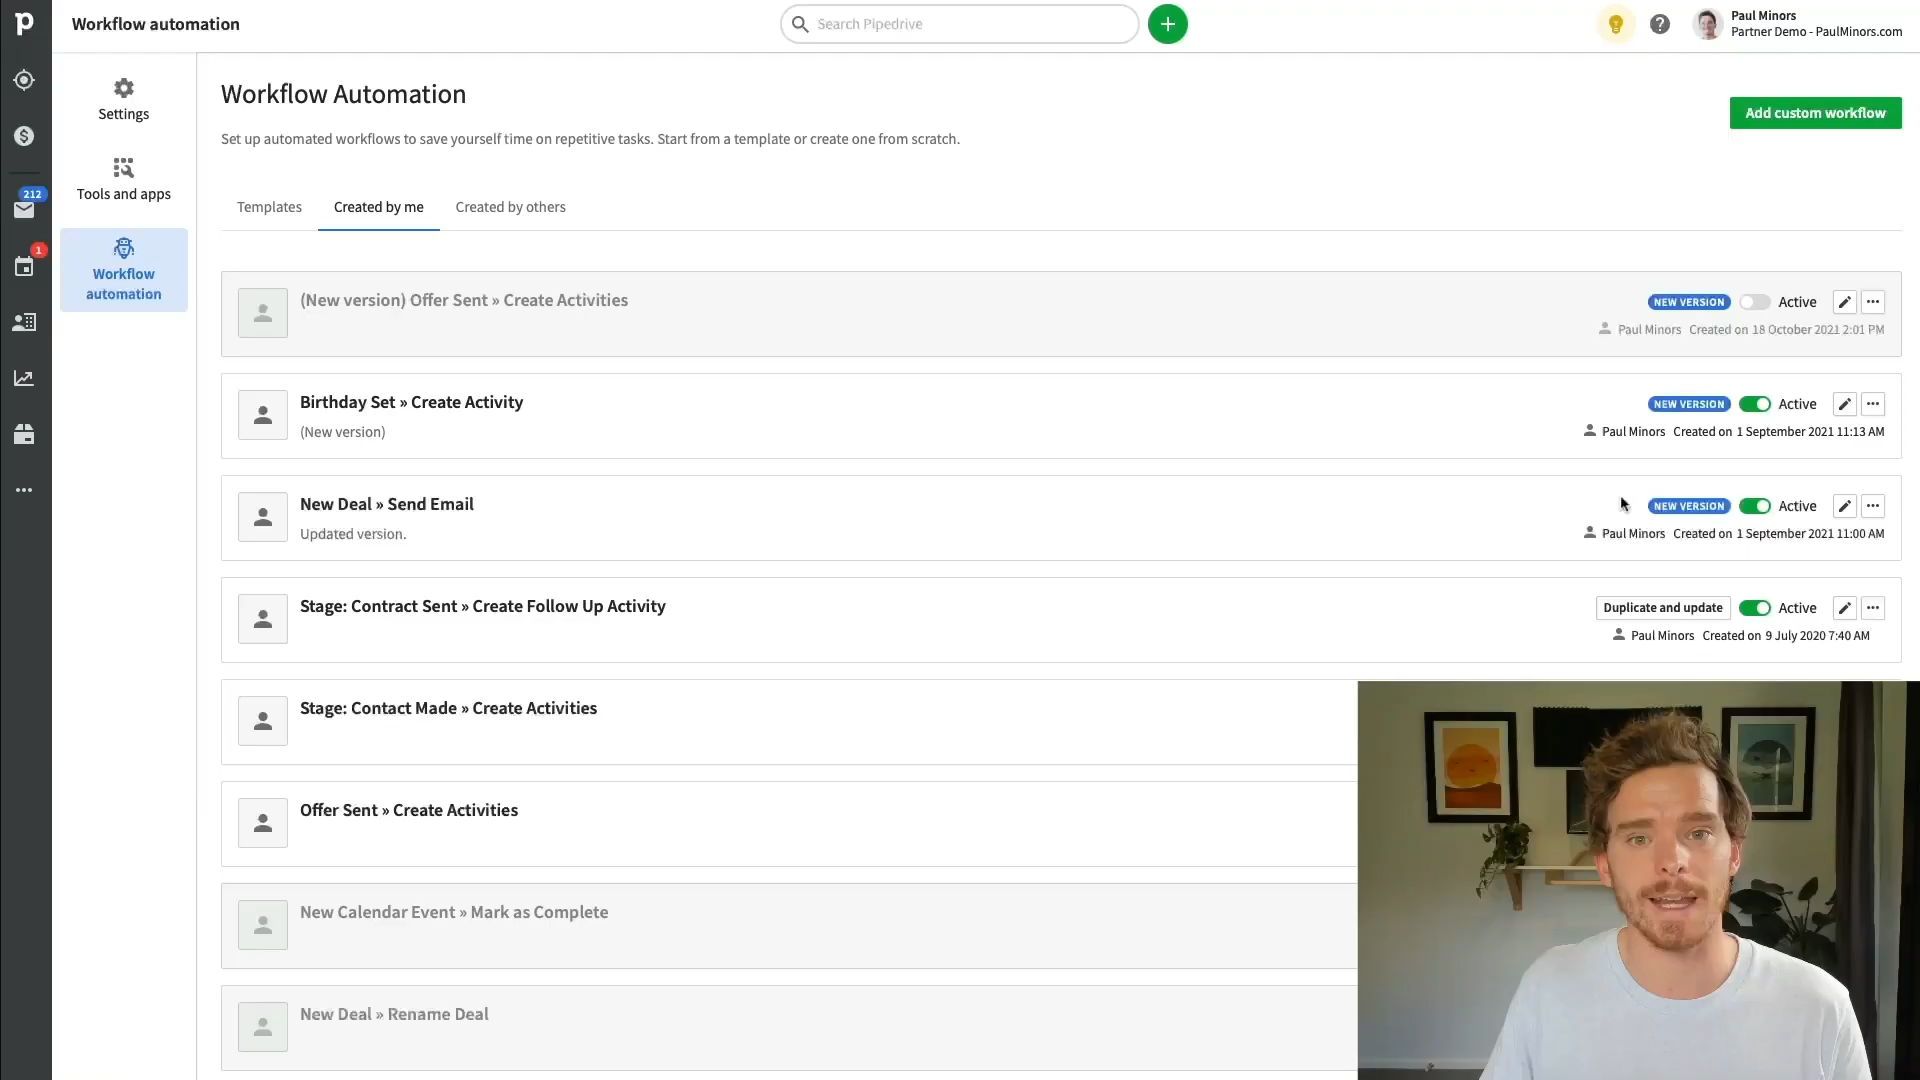 p
Workflow automation
Search Pipedrive
Paul Minors
Partner Demo - PaulMinors.com
Settings
Tools and apps
Workflow
automation
212
1
Workflow Automation
Set up automated workflows to save yourself time on repetitive tasks. Start from a template or create one from scratch.
Add custom workflow
Templates
Created by me
Created by others
(New version) Offer Sent » Create Activities
NEW VERSION
Active
Paul Minors Created on 18 October 2021 2:01 PM
Birthday Set » Create Activity
(New version)
NEW VERSION
Active
Paul Minors Created on 1 September 2021 11:13 AM
New Deal » Send Email
Updated version.
NEW VERSION
Active
Paul Minors Created on 1 September 2021 11:00 AM
Stage: Contract Sent » Create Follow Up Activity
Duplicate and update
Active
Paul Minors Created on 9 July 2020 7:40 AM
Stage: Contact Made » Create Activities
Offer Sent » Create Activities
New Calendar Event » Mark as Complete
New Deal » Rename Deal